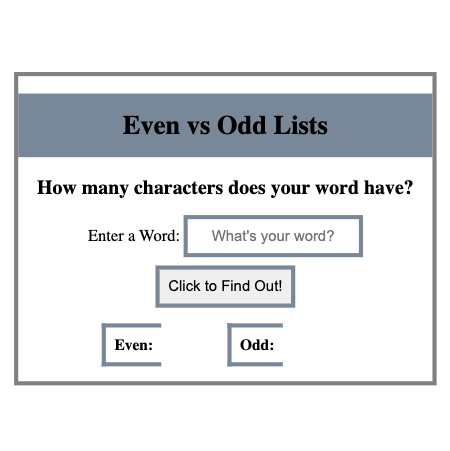 Even vs Odd Lists
How many characters does your word have?
Enter a Word: What's your word?
Click to Find Out!
Even: Odd: